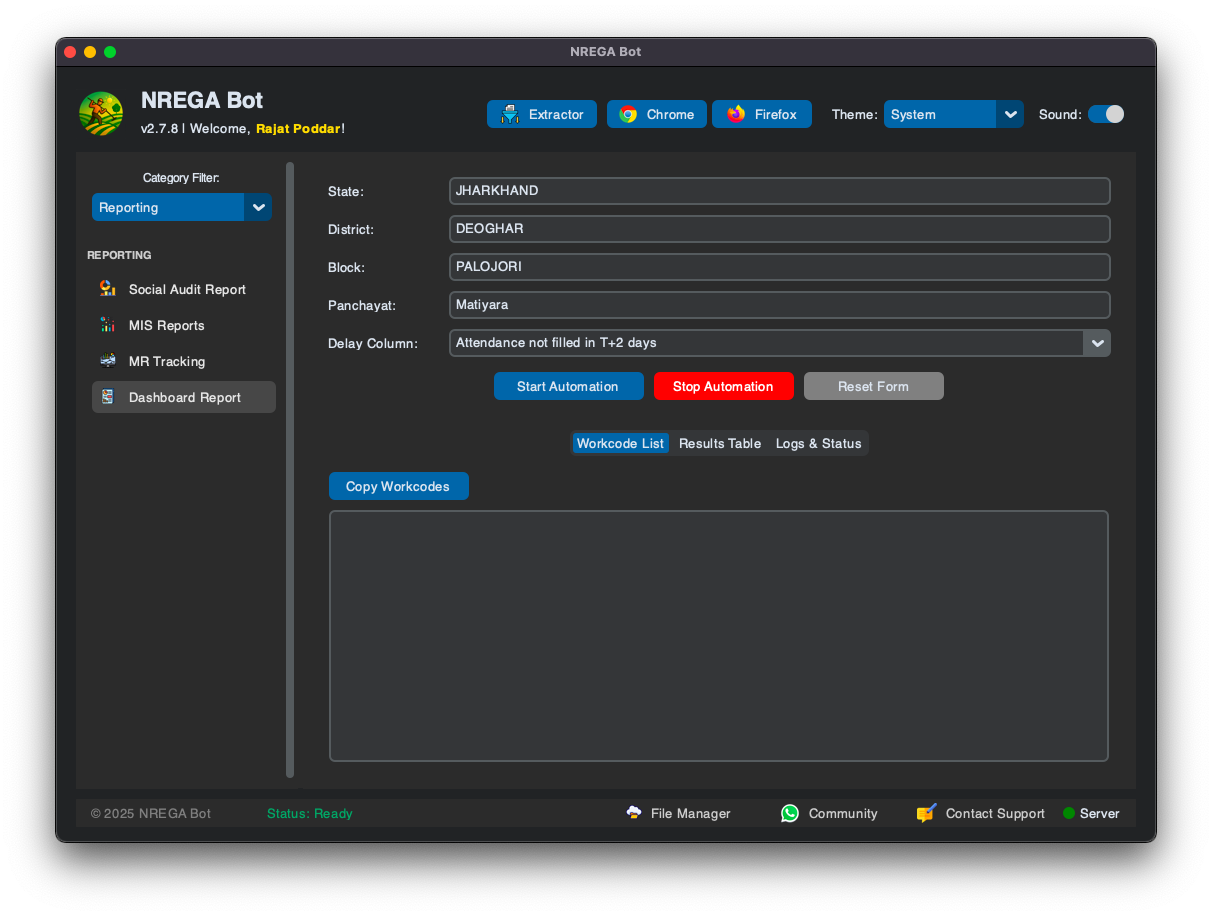 NREGA Bot
NREGA Bot
v2.7.8 | Welcome, Rajat Poddar!
Extractor
Chrome
Firefox
Theme:
System
Sound:
Category Filter:
Reporting
REPORTING
Social Audit Report
MIS Reports
MR Tracking
Dashboard Report
State:
JHARKHAND
District:
DEOGHAR
Block:
PALOJORI
Panchayat:
Matiyara
Delay Column:
Attendance not filled in T+2 days
Start Automation
Stop Automation
Reset Form
Workcode List
Results Table
Logs & Status
Copy Workcodes
© 2025 NREGA Bot
Status: Ready
File Manager
Community
Contact Support
Server